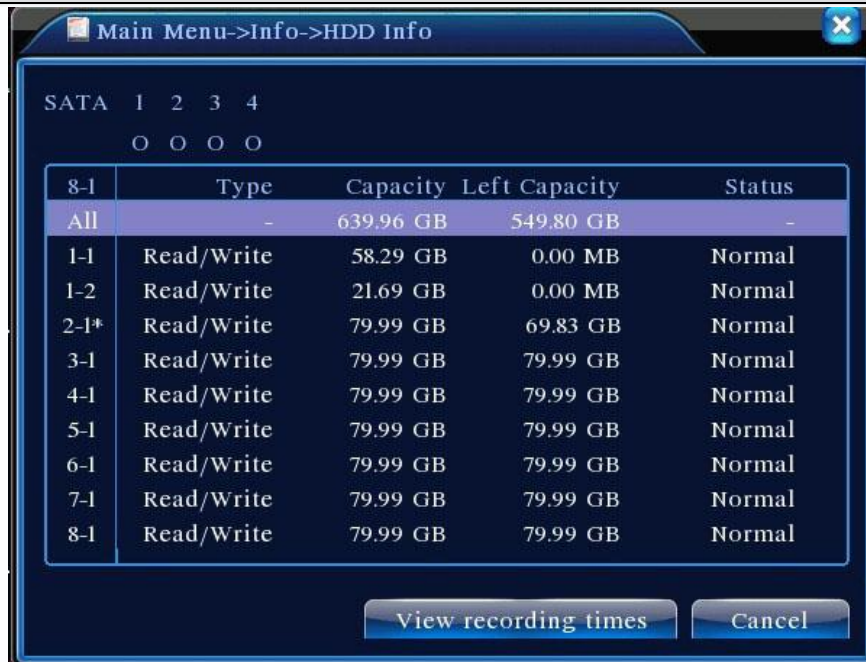 Main Menu->Info->HDD Info
SATA 1 2 3 4
O O O O
8-1 Type Capacity Left Capacity Status
All - 639.96 GB 549.80 GB -
1-1 Read/Write 58.29 GB 0.00 MB Normal
1-2 Read/Write 21.69 GB 0.00 MB Normal
2-1* Read/Write 79.99 GB 69.83 GB Normal
3-1 Read/Write 79.99 GB 79.99 GB Normal
4-1 Read/Write 79.99 GB 79.99 GB Normal
5-1 Read/Write 79.99 GB 79.99 GB Normal
6-1 Read/Write 79.99 GB 79.99 GB Normal
7-1 Read/Write 79.99 GB 79.99 GB Normal
8-1 Read/Write 79.99 GB 79.99 GB Normal
View recording times Cancel